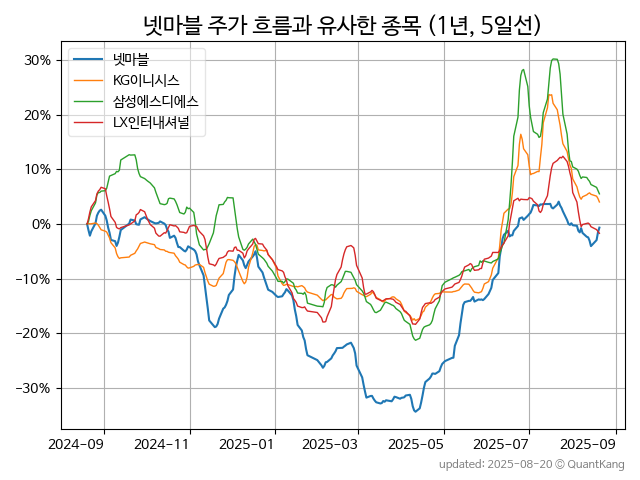 넷마블 주가 흐름과 유사한 종목 (1년, 5일선)
넷마블
KG이니시스
삼성에스디에스
LX인터내셔널
30%
20%
10%
0%
−10%
−20%
−30%
2024-09 2024-11 2025-01 2025-03 2025-05 2025-07 2025-09
updated: 2025-08-20 © QuantKang